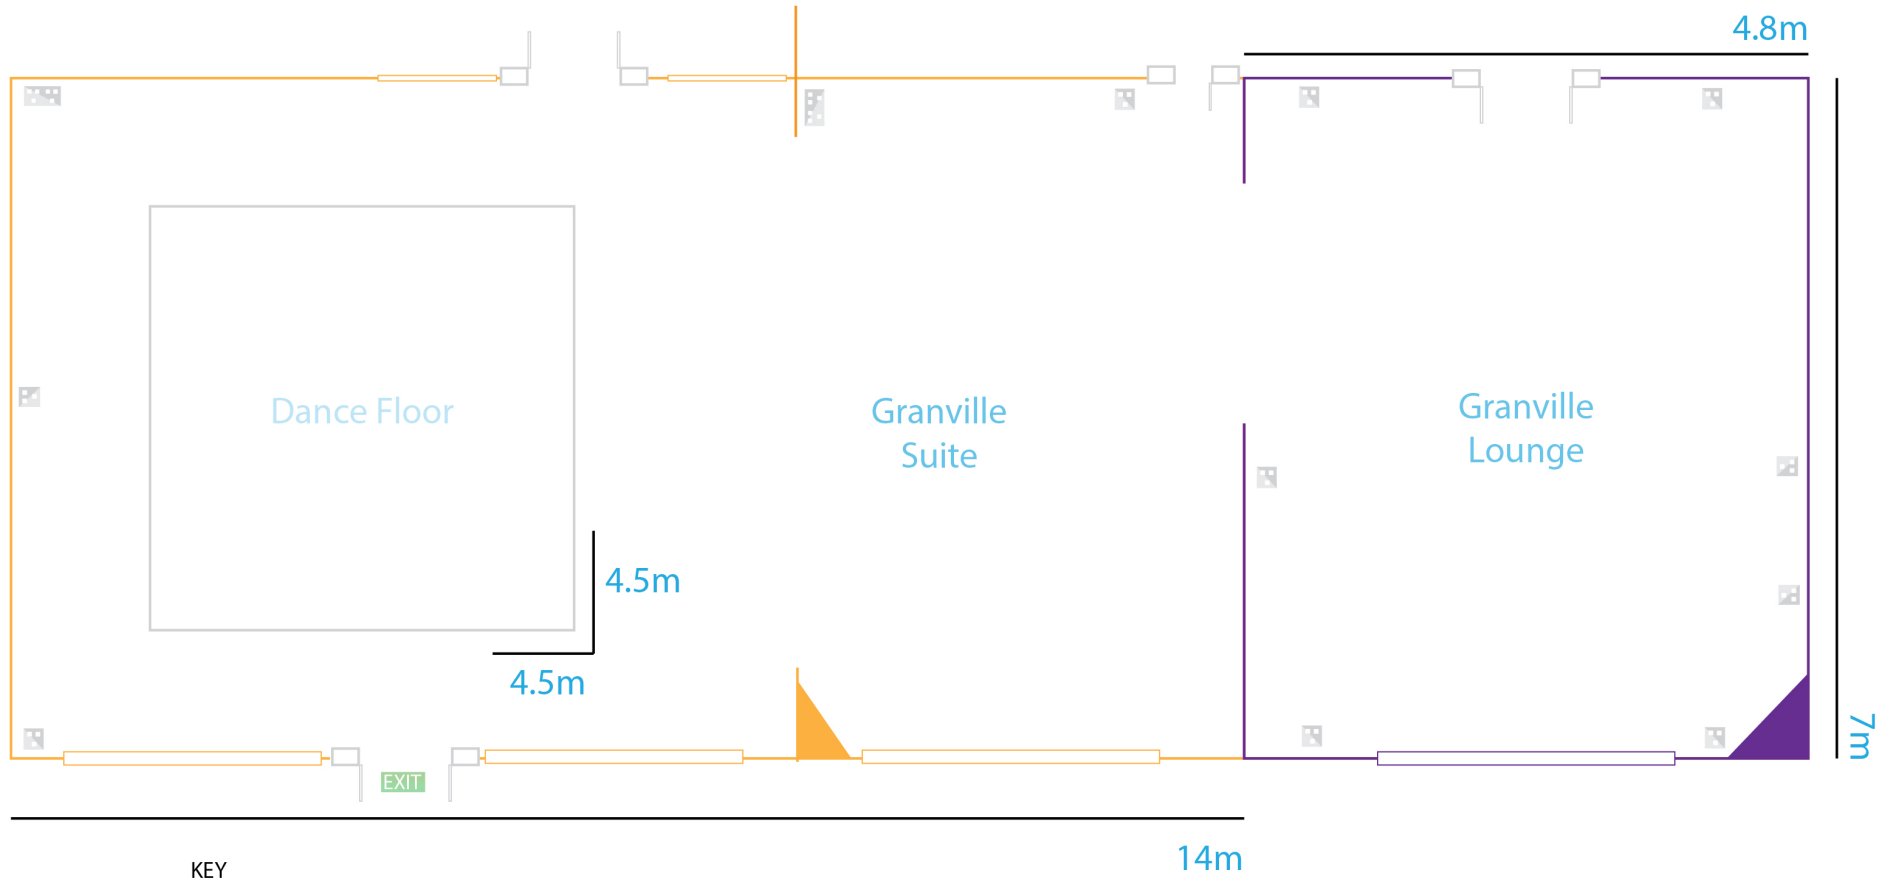 4.8m
Dance Floor
Granville
Suite
Granville
Lounge
4.5m
4.5m
7m
EXIT
14m
KEY